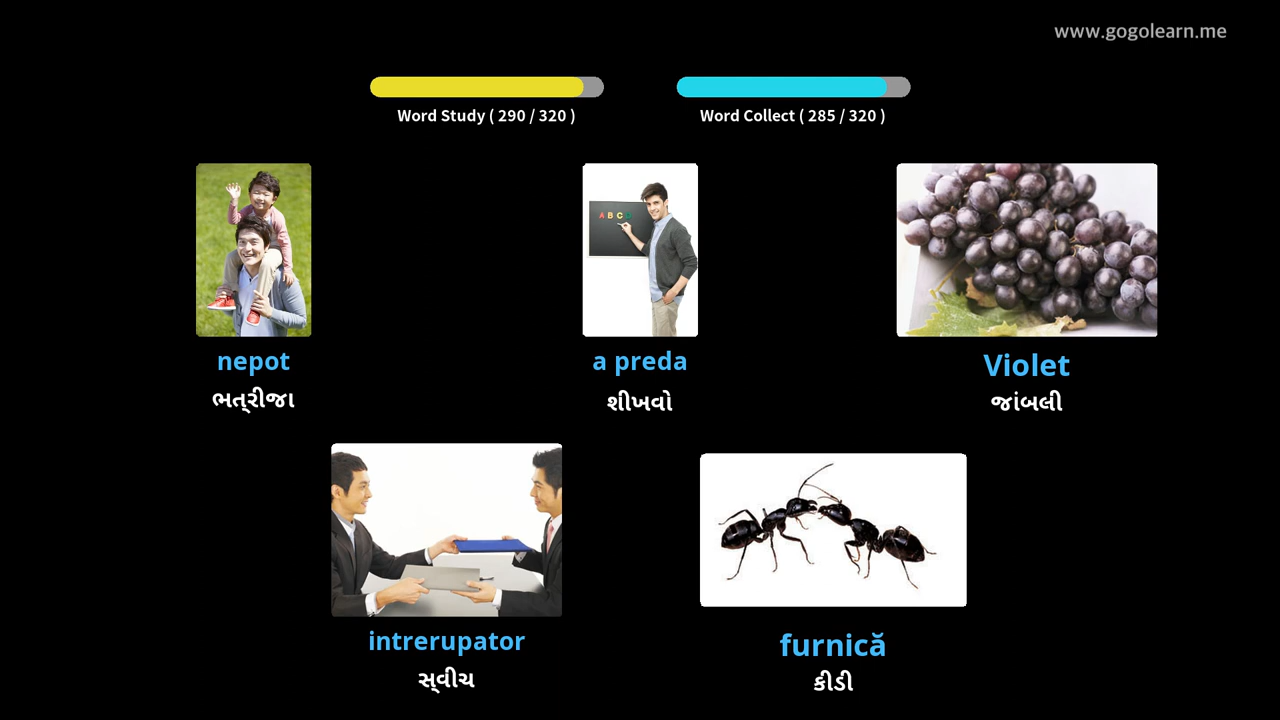 www.gogolearn.me
Word Study ( 290 / 320 )
Word Collect ( 285 / 320 )
A B C D
nepot
ભત્રીજા
a preda
શીખવો
Violet
જાંબલી
intrerupator
સ્વીચ
furnică
કીડી